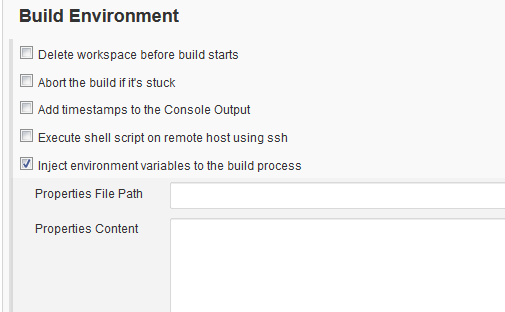 Build Environment
Delete workspace before build starts
Abort the build if it's stuck
Add timestamps to the Console Output
Execute shell script on remote host using ssh
Inject environment variables to the build process
Properties File Path
Properties Content